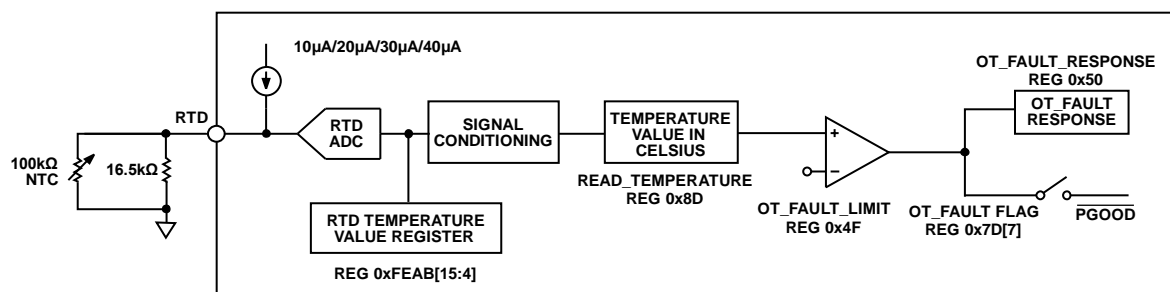 10µA/20µA/30µA/40µA
OT_FAULT_RESPONSE
REG 0x50
OT_FAULT
RESPONSE
RTD
RTD
ADC
SIGNAL
CONDITIONING
TEMPERATURE
VALUE IN
CELSIUS
+
–
100kΩ
NTC
16.5kΩ
READ_TEMPERATURE
REG 0x8D
RTD TEMPERATURE
VALUE REGISTER
REG 0xFEAB[15:4]
OT_FAULT_LIMIT
REG 0x4F
OT_FAULT FLAG
REG 0x7D[7]
PGOOD